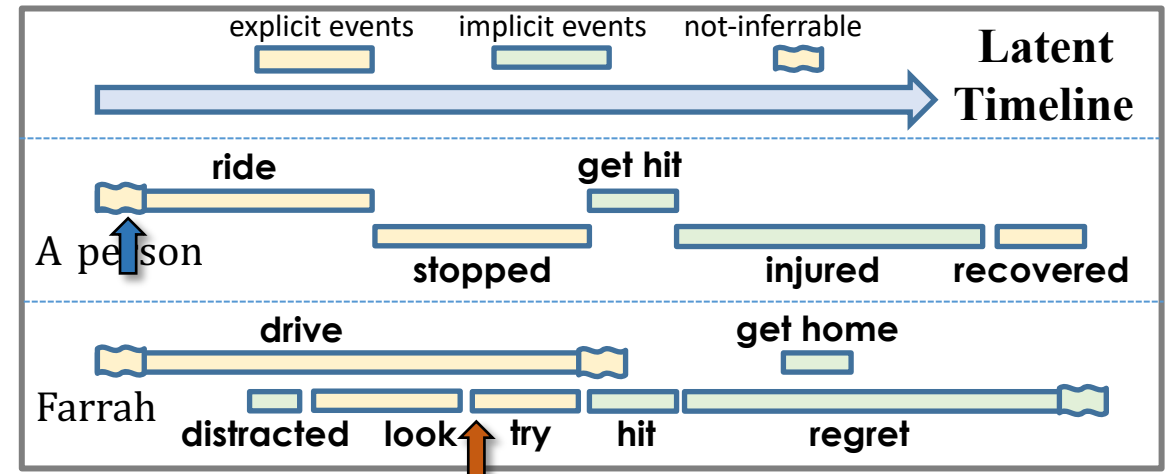 explicit events implicit events not-inferrable
Latent
Timeline
ride get hit
A person
stopped injured recovered
drive get home
Farrah
distracted look try hit regret